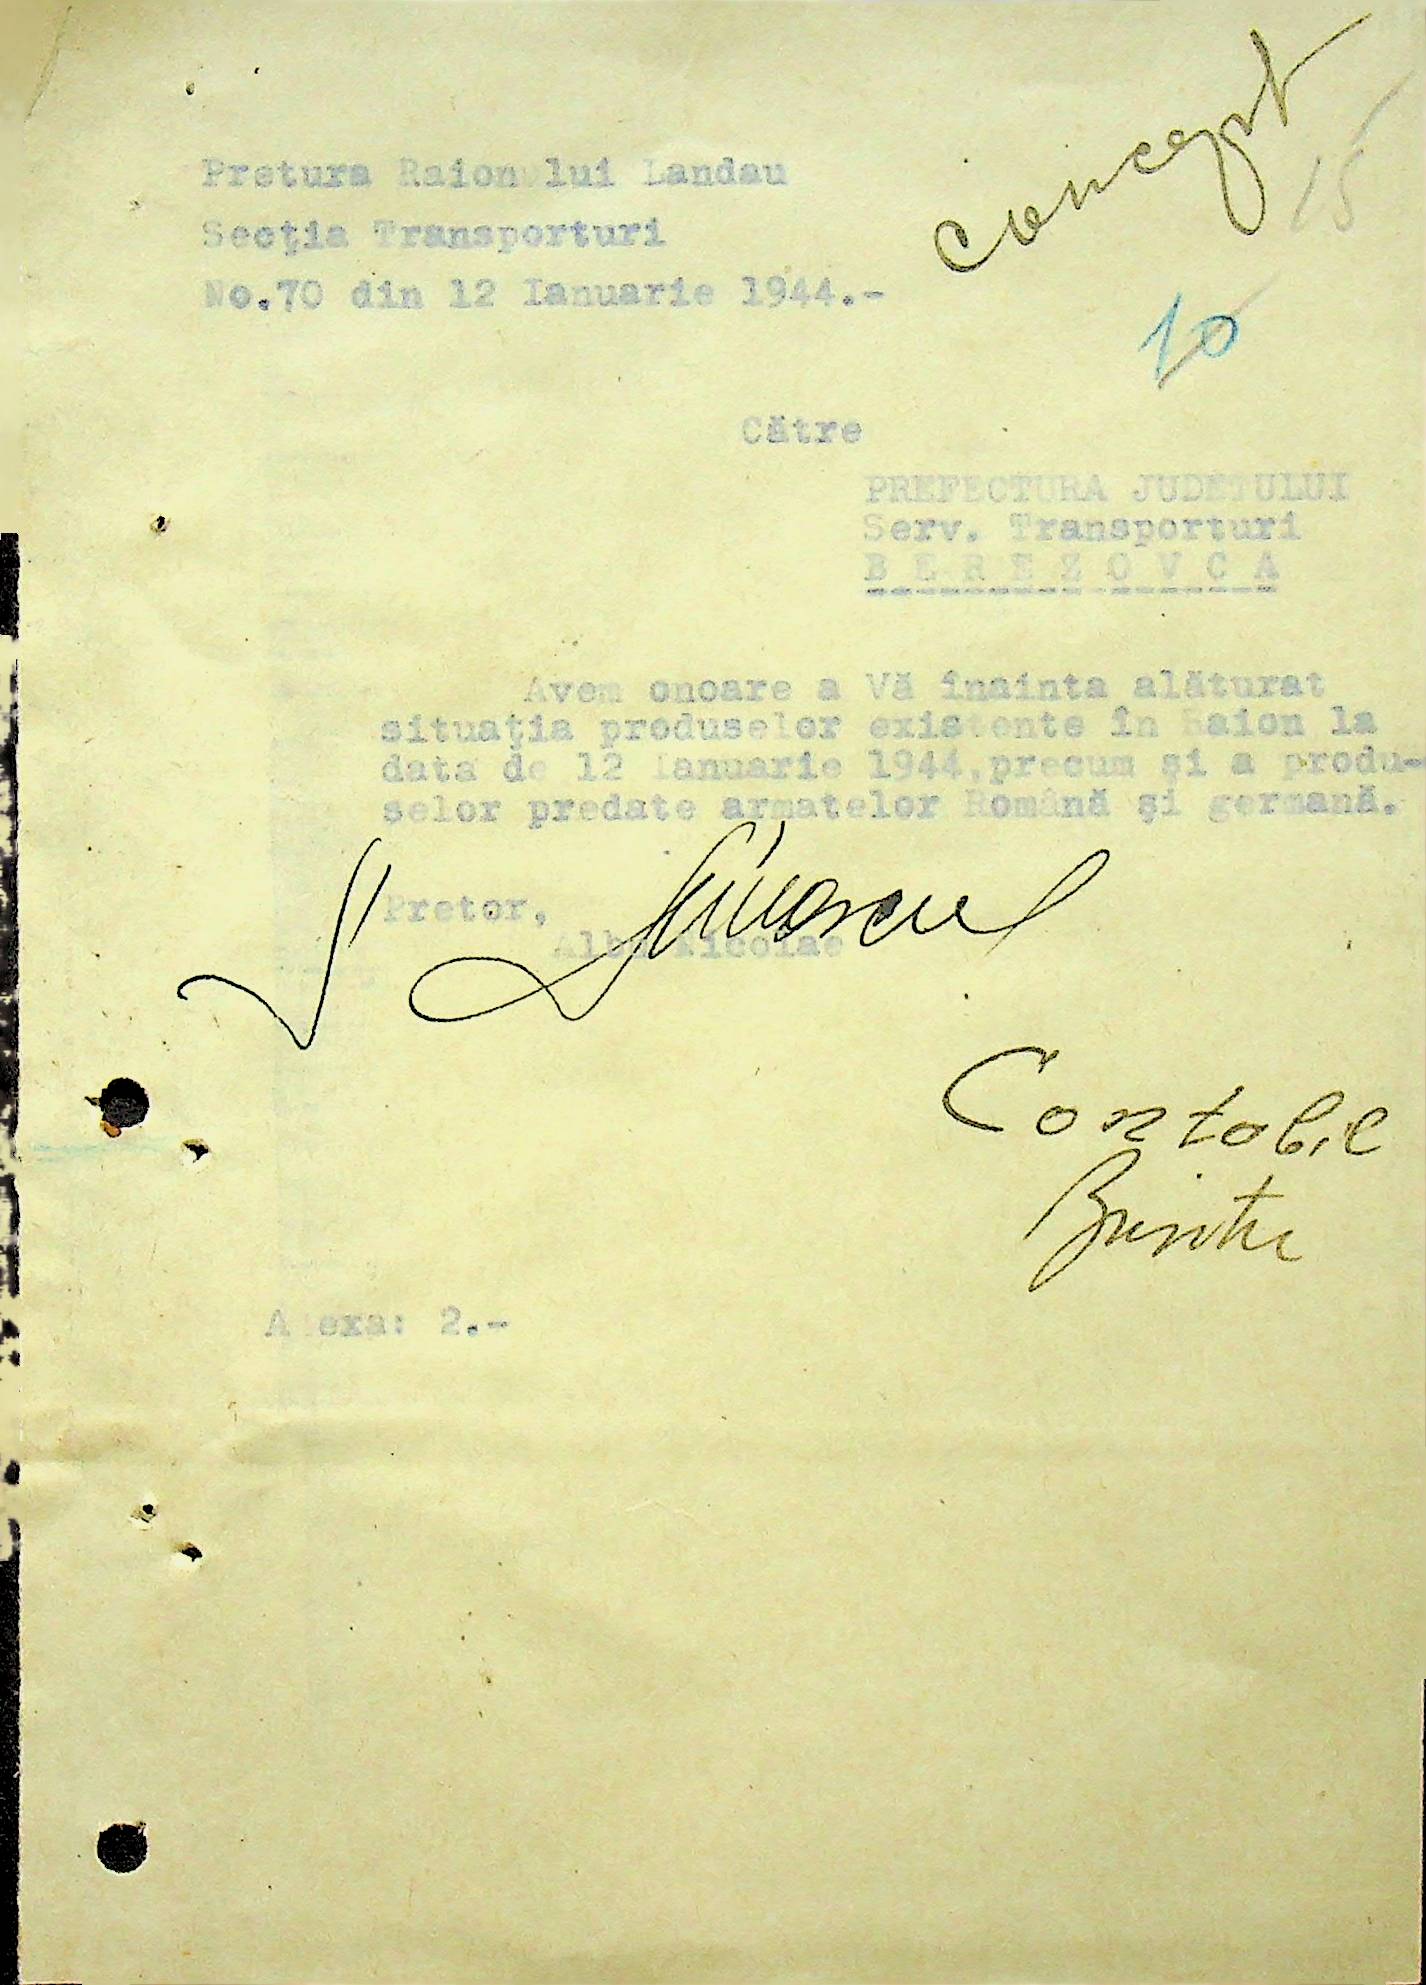 concept
15
Pretura Raionului Landau
Secţia Transporturi
No.70 din 12 Ianuarie 1944.-
10
Către
PREFECTURA JUDEŢULUI
Serv. Transporturi
B E R E Z O V C A
Avem onoare a Vă înainta alăturat
situaţia produselor existente în Raion la
data de 12 Ianuarie 1944,precum şi a produ-
selor predate armatelor Română şi germană.
Pretor,
Albu Nicolae
Contabil
Anexa: 2.-